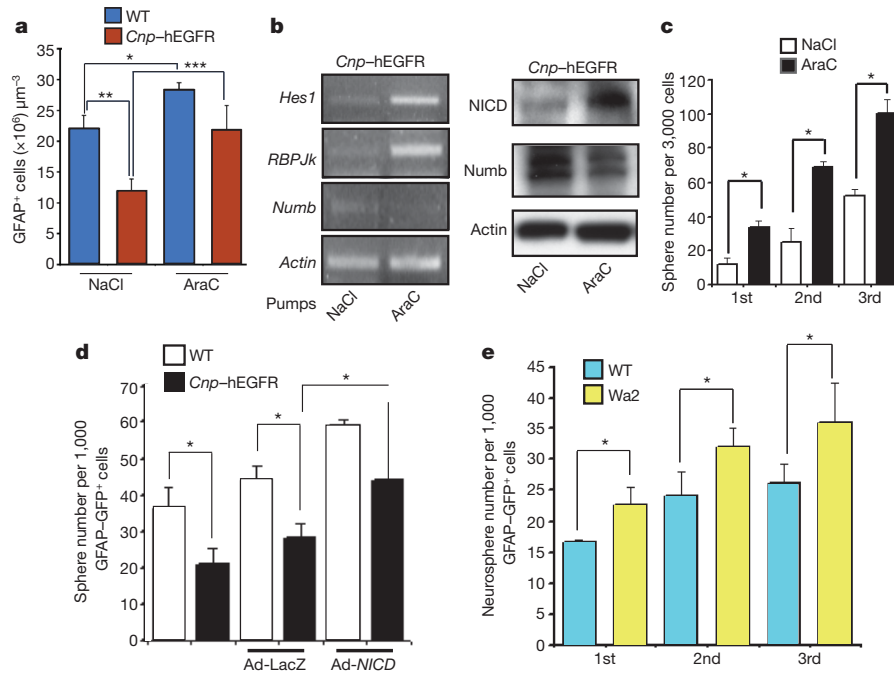 a
WT
Cnp–hEGFR
GFAP+ cells (×10⁶) μm⁻³
35
30
25
20
15
10
5
0
*
**
***
NaCl
AraC
b
Cnp–hEGFR
Hes1
RBPJk
Numb
Actin
Pumps
NaCl
AraC
Cnp–hEGFR
NICD
Numb
Actin
NaCl
AraC
c
NaCl
AraC
Sphere number per 3,000 cells
120
100
80
60
40
20
0
*
*
*
1st
2nd
3rd
d
WT
Cnp–hEGFR
Sphere number per 1,000
GFAP–GFP+ cells
70
60
50
40
30
20
10
0
*
*
*
Ad-LacZ
Ad-NICD
e
WT
Wa2
Neurosphere number per 1,000
GFAP–GFP+ cells
45
40
35
30
25
20
15
10
5
0
*
*
*
1st
2nd
3rd